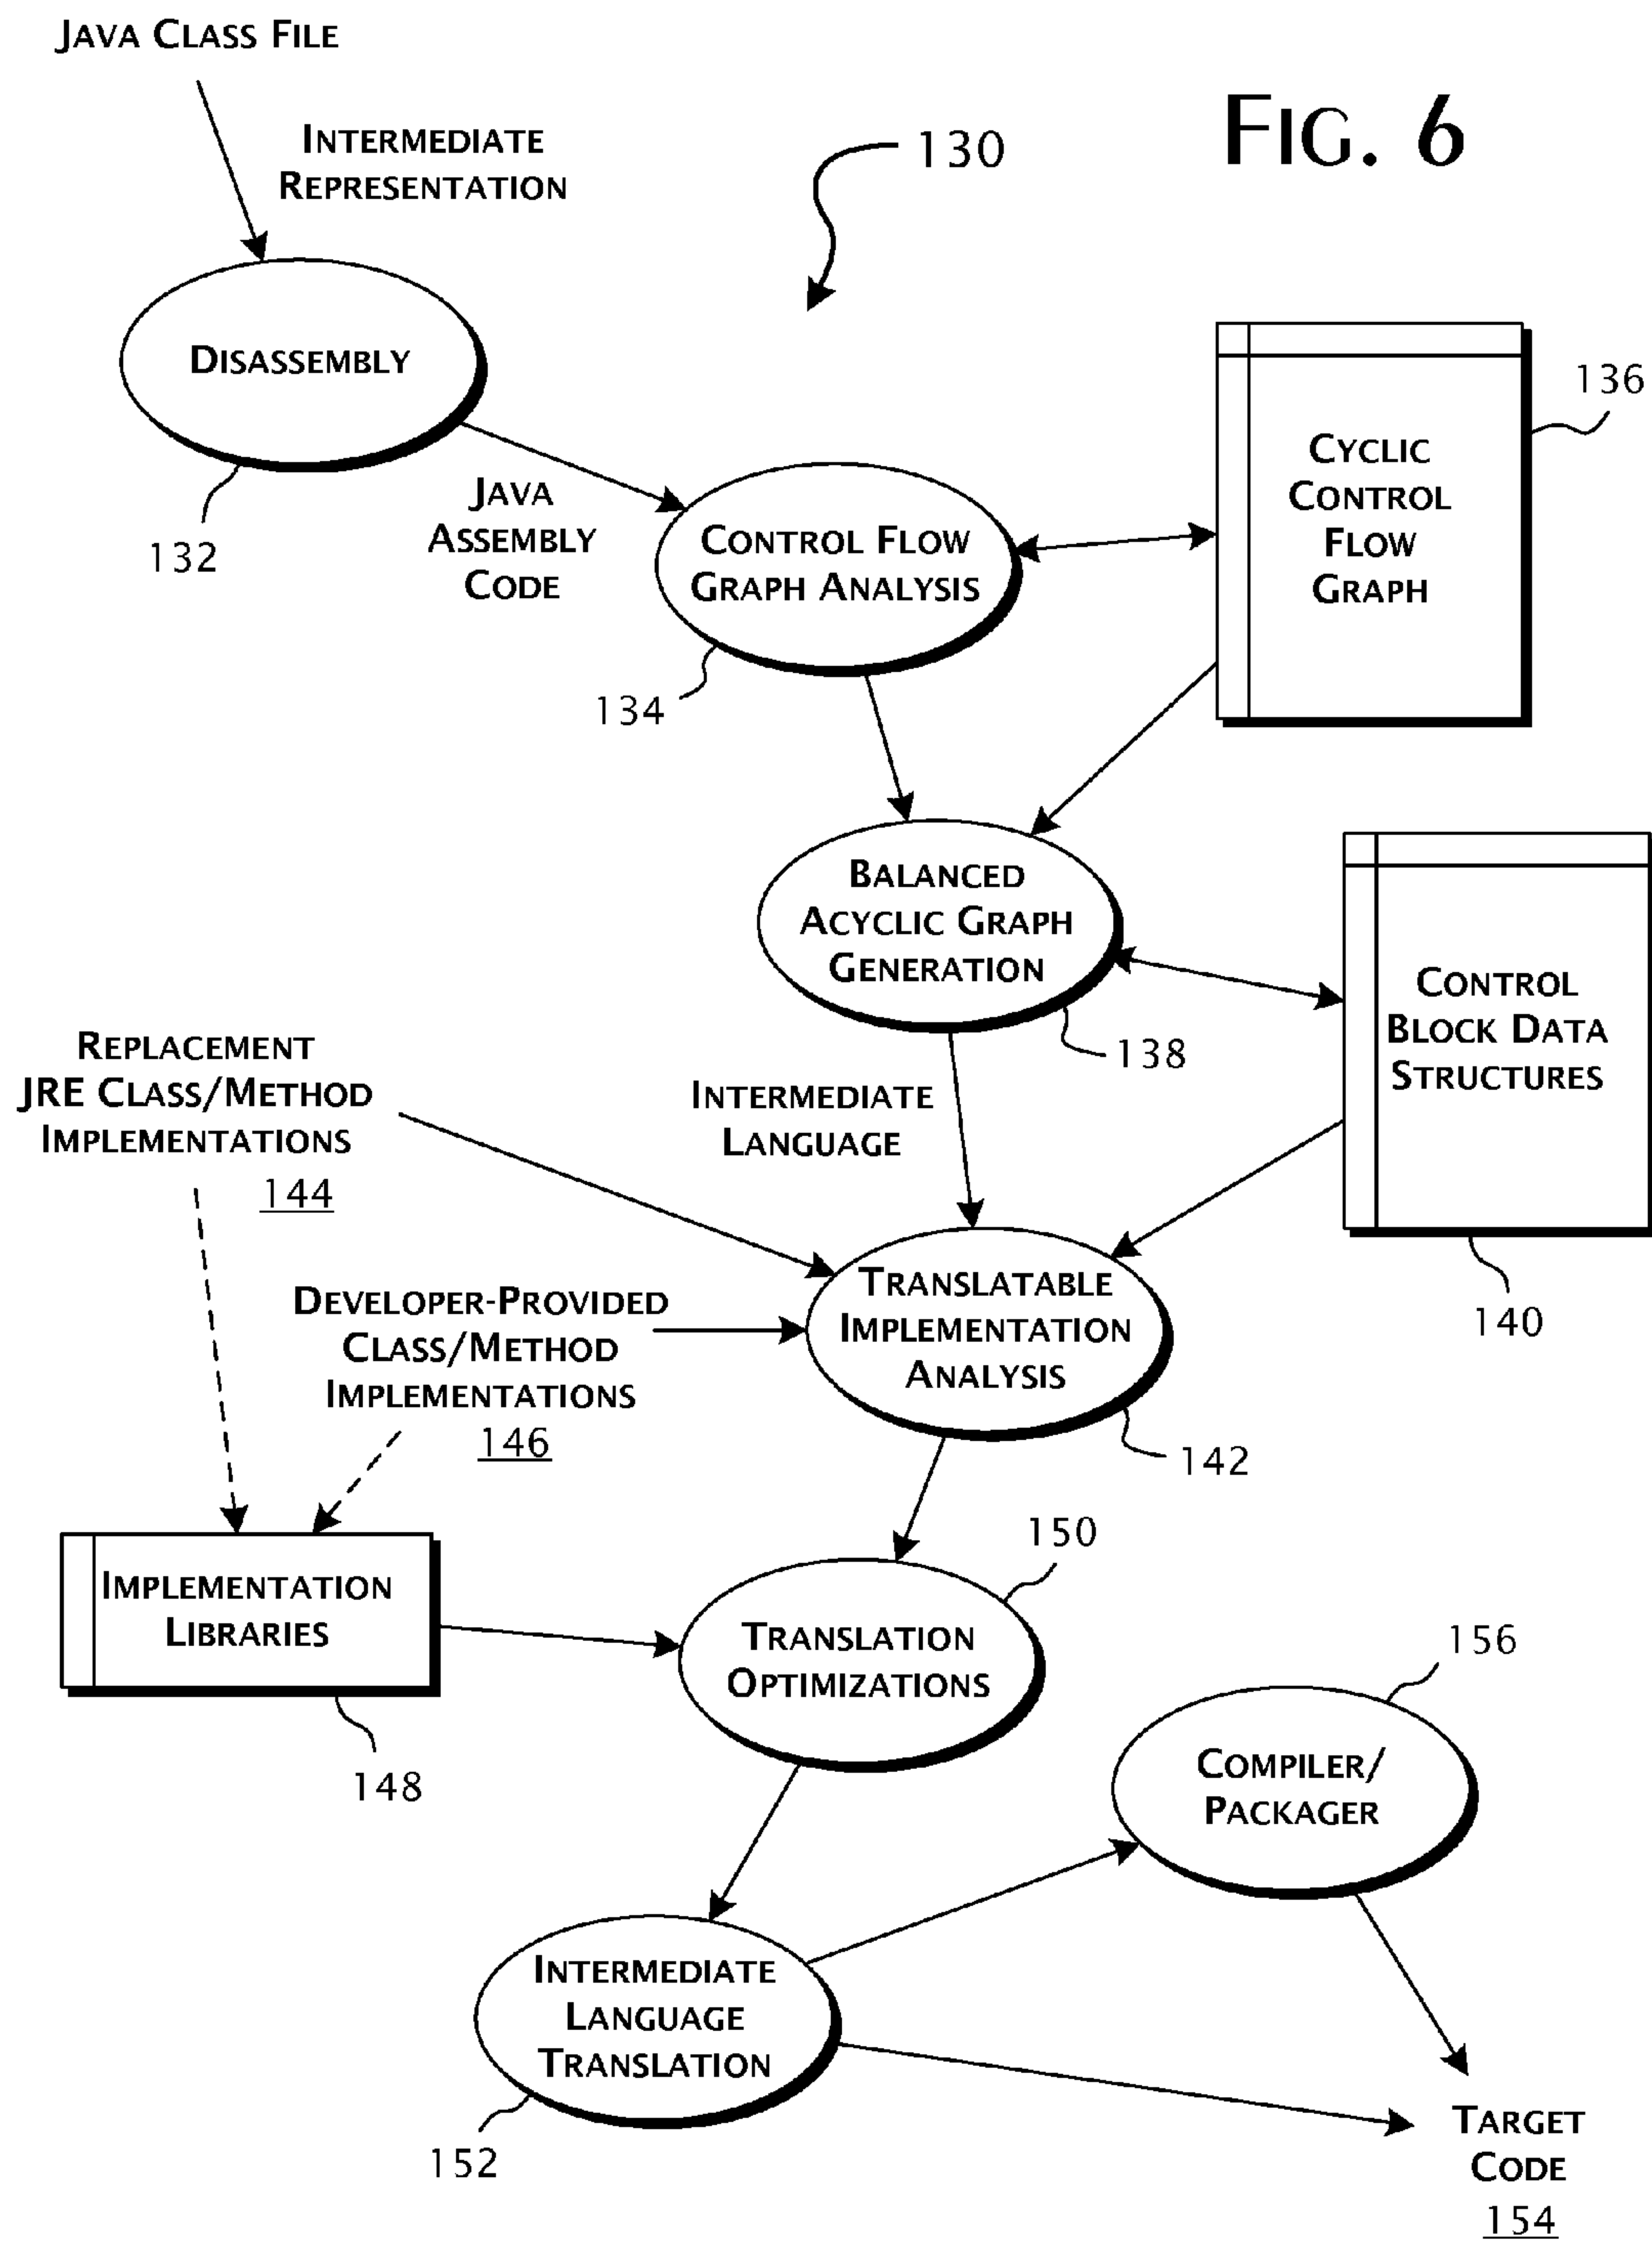 JAVA CLASS FILE
FIG. 6
INTERMEDIATE
REPRESENTATION
130
DISASSEMBLY
132
JAVA
ASSEMBLY
CODE
CONTROL FLOW
GRAPH ANALYSIS
134
CYCLIC
CONTROL
FLOW
GRAPH
136
BALANCED
ACYCLIC GRAPH
GENERATION
138
CONTROL
BLOCK DATA
STRUCTURES
140
INTERMEDIATE
LANGUAGE
REPLACEMENT
JRE CLASS/METHOD
IMPLEMENTATIONS
144
DEVELOPER-PROVIDED
CLASS/METHOD
IMPLEMENTATIONS
146
TRANSLATABLE
IMPLEMENTATION
ANALYSIS
142
IMPLEMENTATION
LIBRARIES
148
150
TRANSLATION
OPTIMIZATIONS
156
COMPILER/
PACKAGER
INTERMEDIATE
LANGUAGE
TRANSLATION
152
TARGET
CODE
154